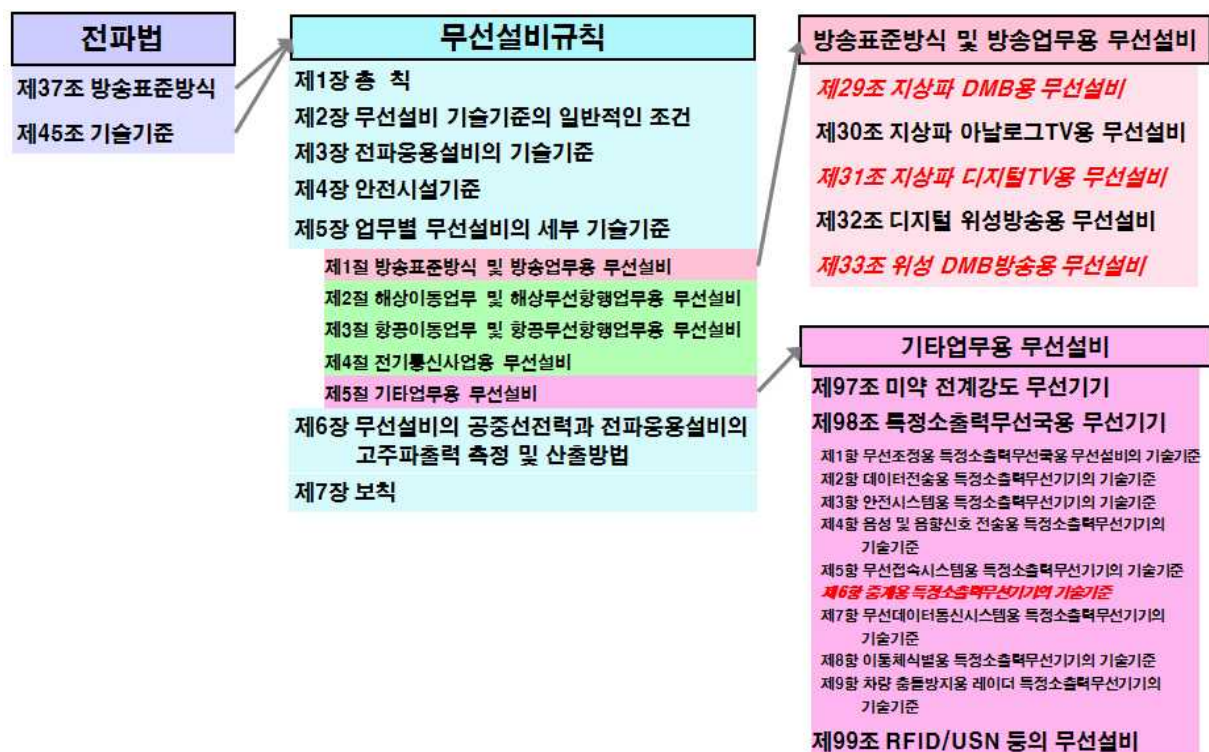 전파법
제37조 방송표준방식
제45조 기술기준
무선설비규칙
제1장 총 칙
제2장 무선설비 기술기준의 일반적인 조건
제3장 전파응용설비의 기술기준
제4장 안전시설기준
제5장 업무별 무선설비의 세부 기술기준
제1절 방송표준방식 및 방송업무용 무선설비
제2절 해상이동업무 및 해상무선항행업무용 무선설비
제3절 항공이동업무 및 항공무선항행업무용 무선설비
제4절 전기통신사업용 무선설비
제5절 기타업무용 무선설비
제6장 무선설비의 공중선전력과 전파응용설비의
고주파출력 측정 및 산출방법
제7장 보칙
방송표준방식 및 방송업무용 무선설비
제29조 지상파 DMB용 무선설비
제30조 지상파 아날로그TV용 무선설비
제31조 지상파 디지털TV용 무선설비
제32조 디지털 위성방송용 무선설비
제33조 위성 DMB방송용 무선설비
기타업무용 무선설비
제97조 미약 전계강도 무선기기
제98조 특정소출력무선국용 무선기기
제1항 무선조정용 특정소출력무선국용 무선설비의 기술기준
제2항 데이터전송용 특정소출력무선기기의 기술기준
제3항 안전시스템용 특정소출력무선기기의 기술기준
제4항 음성 및 음향신호 전송용 특정소출력무선기기의
기술기준
제5항 무선접속시스템용 특정소출력무선기기의 기술기준
제6항 중계용 특정소출력무선기기의 기술기준
제7항 무선데이터통신시스템용 특정소출력무선기기의
기술기준
제8항 이동체식별용 특정소출력무선기기의 기술기준
제9항 차량 충돌방지용 레이더 특정소출력무선기기의
기술기준
제99조 RFID/USN 등의 무선설비